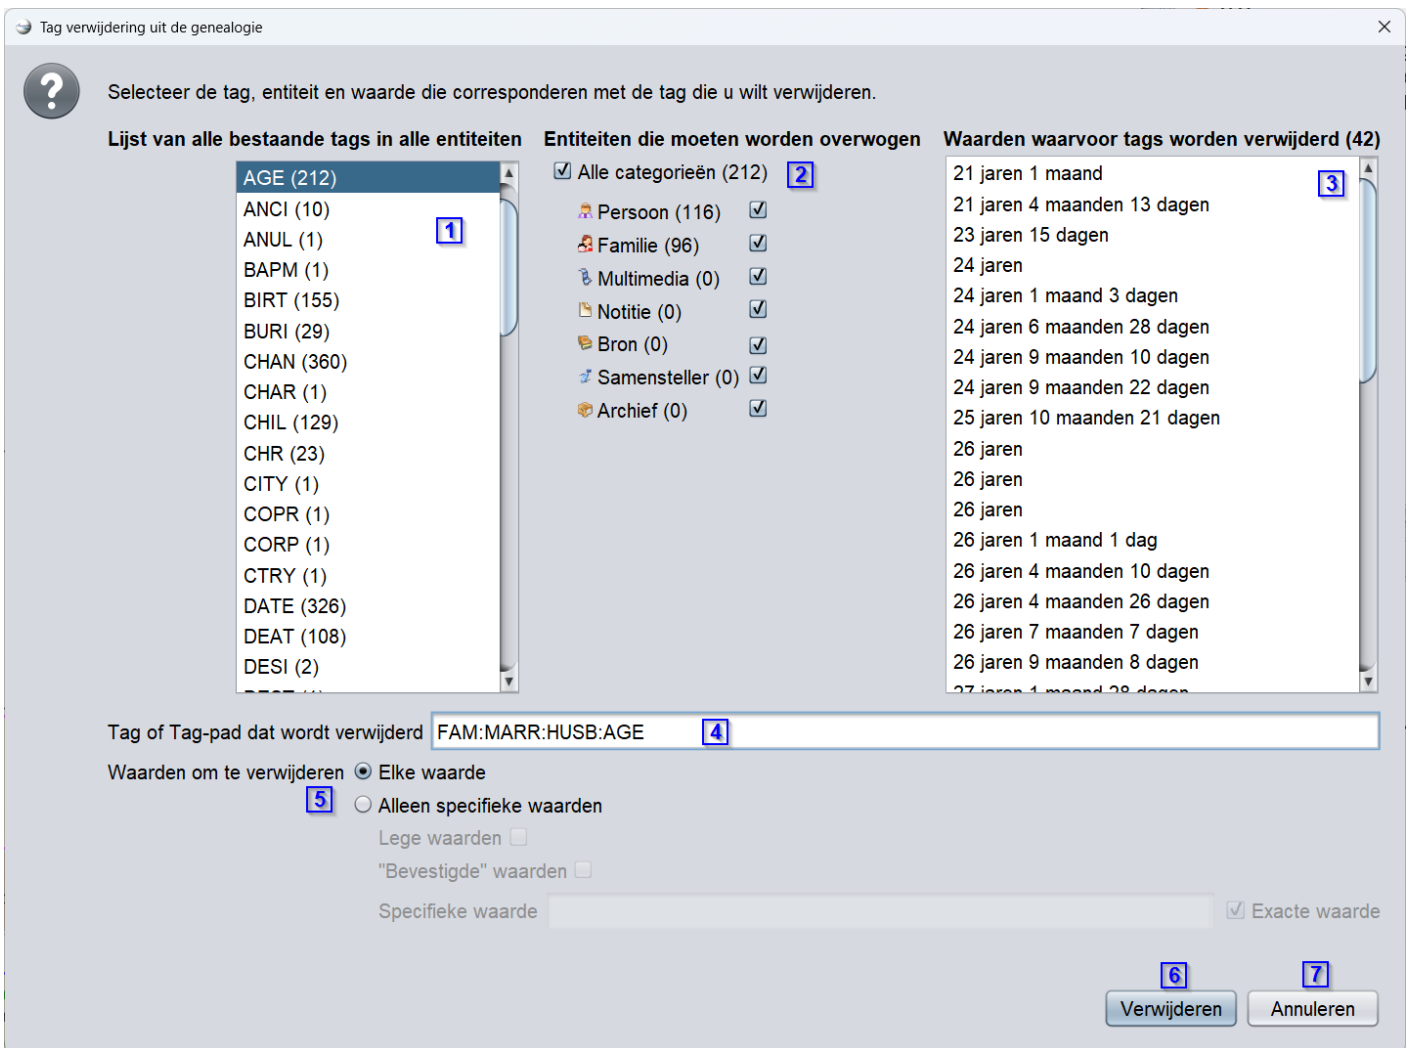 Tag verwijdering uit de genealogie
Selecteer de tag, entiteit en waarde die corresponderen met de tag die u wilt verwijderen.
Lijst van alle bestaande tags in alle entiteiten
AGE (212)
ANCI (10)
1
ANUL (1)
BAPM (1)
BIRT (155)
BURI (29)
CHAN (360)
CHAR (1)
CHIL (129)
CHR (23)
CITY (1)
COPR (1)
CORP (1)
CTRY (1)
DATE (326)
DEAT (108)
DESI (2)
Entiteiten die moeten worden overwogen
Alle categorieën (212)
2
Persoon (116)
Familie (96)
Multimedia (0)
Notitie (0)
Bron (0)
Samensteller (0)
Archief (0)
Waarden waarvoor tags worden verwijderd (42)
21 jaren 1 maand
3
21 jaren 4 maanden 13 dagen
23 jaren 15 dagen
24 jaren
24 jaren 1 maand 3 dagen
24 jaren 6 maanden 28 dagen
24 jaren 9 maanden 10 dagen
24 jaren 9 maanden 22 dagen
25 jaren 10 maanden 21 dagen
26 jaren
26 jaren
26 jaren
26 jaren 1 maand 1 dag
26 jaren 4 maanden 10 dagen
26 jaren 4 maanden 26 dagen
26 jaren 7 maanden 7 dagen
26 jaren 9 maanden 8 dagen
27 jaren 1 maand 28 dagen
Tag of Tag-pad dat wordt verwijderd FAM:MARR:HUSB:AGE 4
Waarden om te verwijderen Elke waarde
5
Alleen specifieke waarden
Lege waarden
"Bevestigde" waarden
Specifieke waarde Exacte waarde
6 7
Verwijderen Annuleren